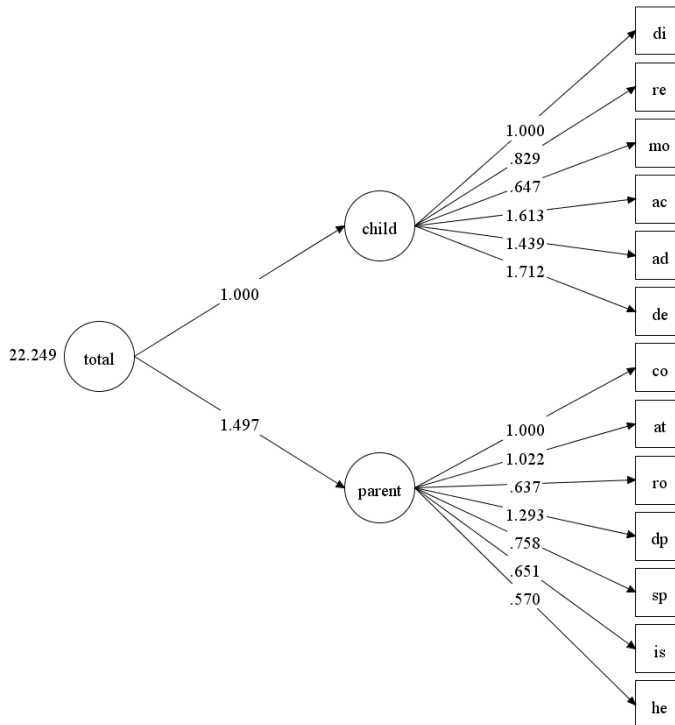 di
re
mo
ac
ad
de
co
at
ro
dp
sp
is
he
1.000
.829
.647
1.613
1.439
1.712
child
1.000
22.249 total
1.497
parent
1.000
1.022
.637
1.293
.758
.651
.570